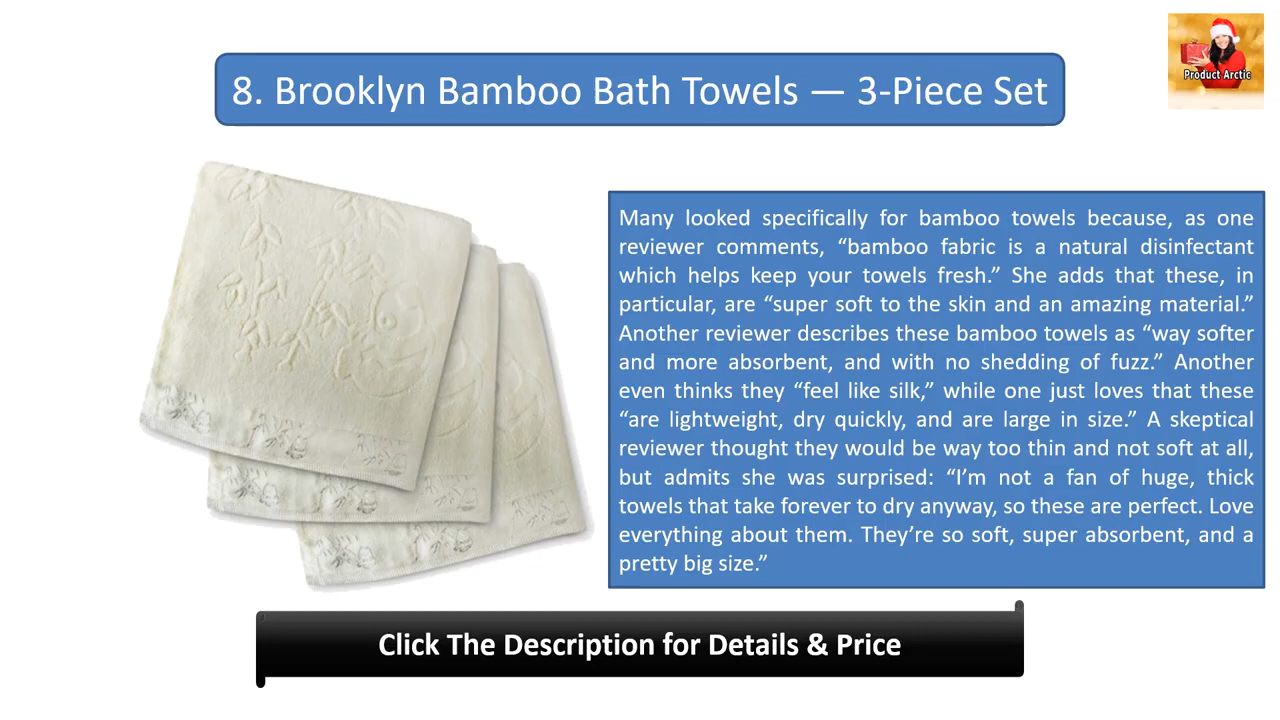 Product Arctic
8. Brooklyn Bamboo Bath Towels — 3-Piece Set
Many looked specifically for bamboo towels because, as one
reviewer comments, “bamboo fabric is a natural disinfectant
which helps keep your towels fresh.” She adds that these, in
particular, are “super soft to the skin and an amazing material.”
Another reviewer describes these bamboo towels as “way softer
and more absorbent, and with no shedding of fuzz.” Another
even thinks they “feel like silk,” while one just loves that these
“are lightweight, dry quickly, and are large in size.” A skeptical
reviewer thought they would be way too thin and not soft at all,
but admits she was surprised: “I’m not a fan of huge, thick
towels that take forever to dry anyway, so these are perfect. Love
everything about them. They’re so soft, super absorbent, and a
pretty big size.”
Click The Description for Details & Price